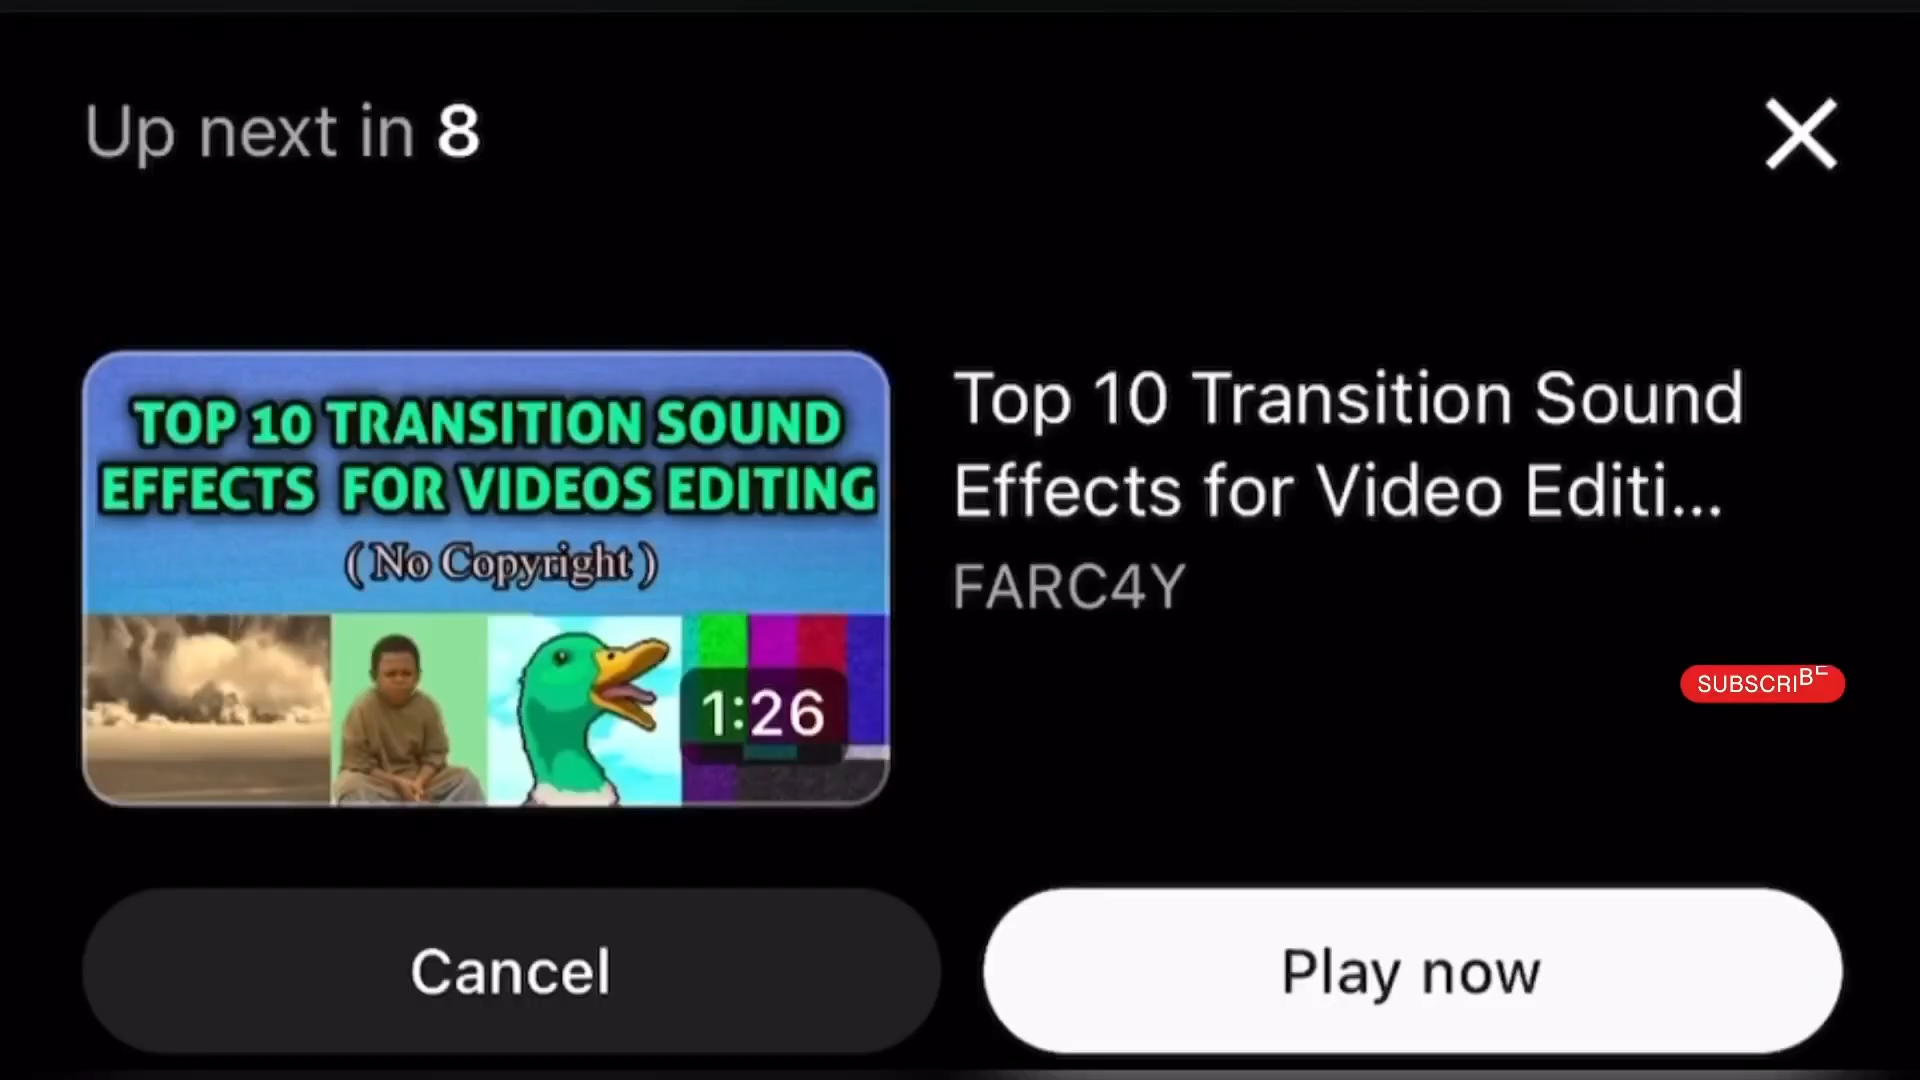 Up next in 8
TOP 10 TRANSITION SOUND
EFFECTS FOR VIDEOS EDITING
( No Copyright )
1:26
Top 10 Transition Sound
Effects for Video Editi...
FARC4Y
SUBSCRIBE
Cancel
Play now